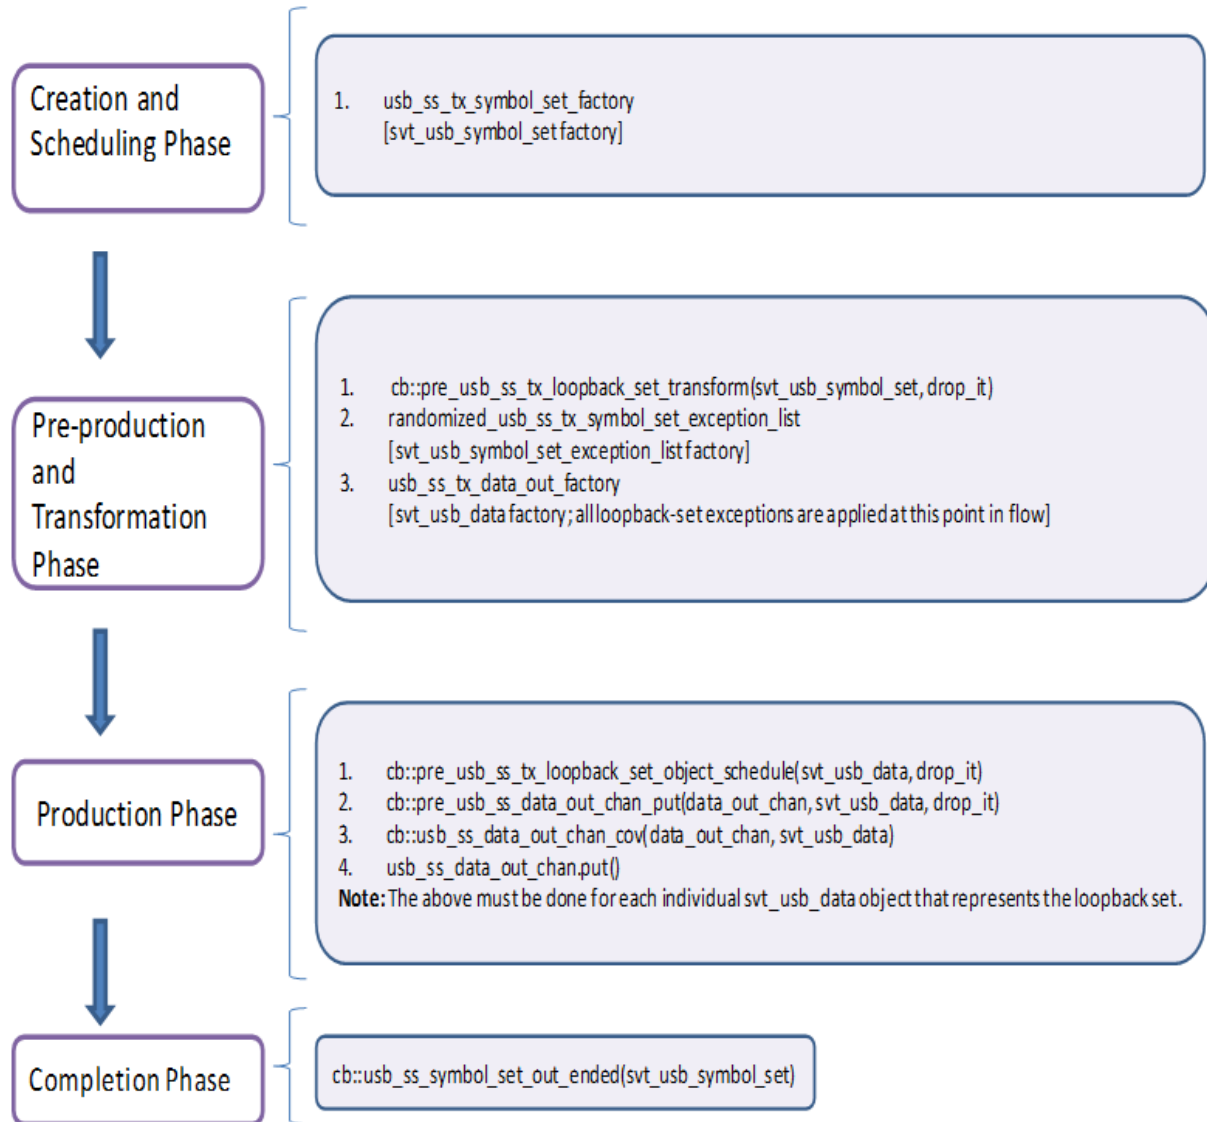 Creation and
Scheduling Phase
1. usb_ss_tx_symbol_set_factory
[svt_usb_symbol_set factory]
Pre-production
and
Transformation
Phase
1. cb::pre_usb_ss_tx_loopback_set_transform(svt_usb_symbol_set, drop_it)
2. randomized_usb_ss_tx_symbol_set_exception_list
[svt_usb_symbol_set_exception_list factory]
3. usb_ss_tx_data_out_factory
[svt_usb_data factory; all loopback-set exceptions are applied at this point in flow]
Production Phase
1. cb::pre_usb_ss_tx_loopback_set_object_schedule(svt_usb_data, drop_it)
2. cb::pre_usb_ss_data_out_chan_put(data_out_chan, svt_usb_data, drop_it)
3. cb::usb_ss_data_out_chan_cov(data_out_chan, svt_usb_data)
4. usb_ss_data_out_chan.put()
Note: The above must be done for each individual svt_usb_data object that represents the loopback set.
Completion Phase
cb::usb_ss_symbol_set_out_ended(svt_usb_symbol_set)